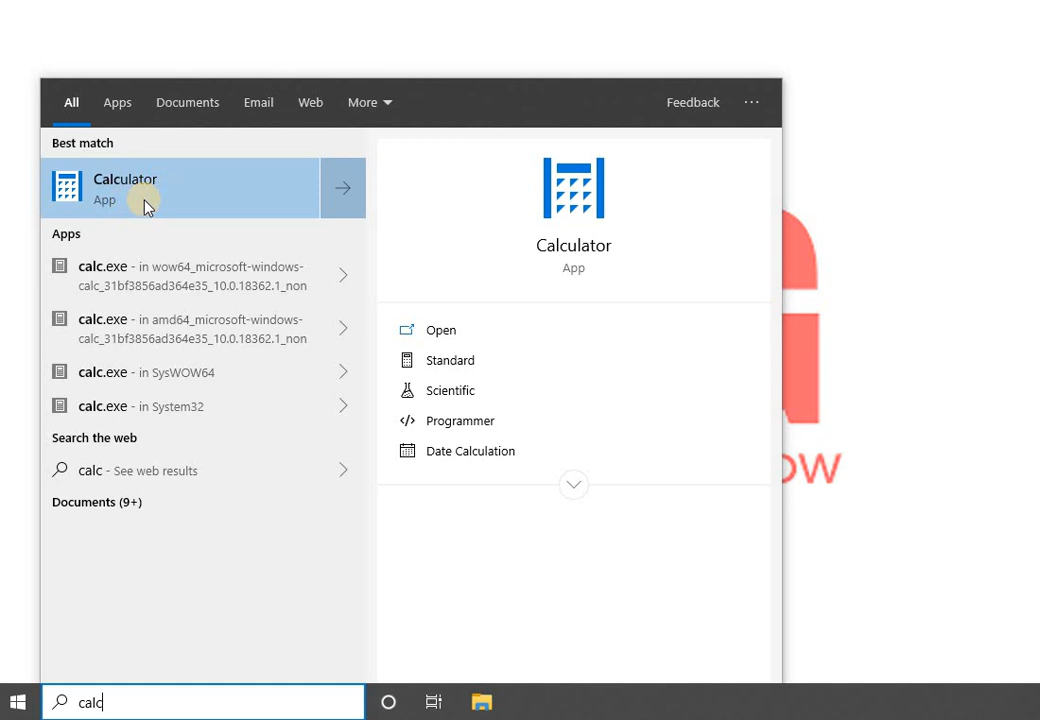 All Apps Documents Email Web More Feedback ...
Best match
Calculator
App
Apps
calc.exe - in wow64_microsoft-windows-
calc_31bf3856ad364e35_10.0.18362.1_non
calc.exe - in amd64_microsoft-windows-
calc_31bf3856ad364e35_10.0.18362.1_non
calc.exe - in SysWOW64
calc.exe - in System32
Search the web
calc - See web results
Documents (9+)
Calculator
App
Open
Standard
Scientific
Programmer
Date Calculation
calc